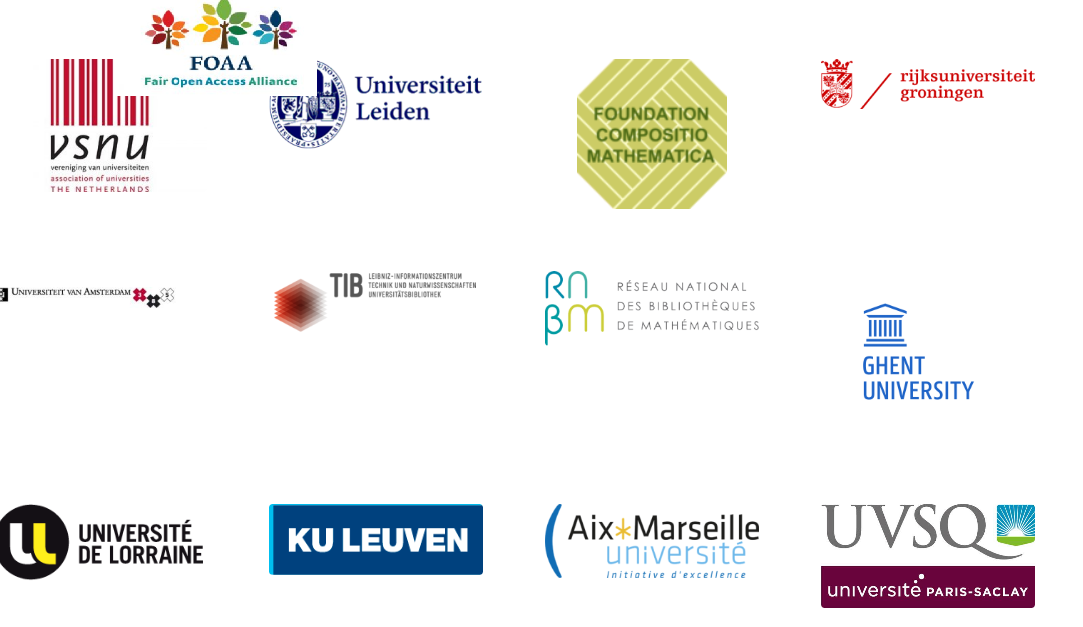 FOAA
Fair Open Access Alliance
vsnu
vereniging van universiteiten
association of universities
THE NETHERLANDS
Universiteit
Leiden
FOUNDATION
COMPOSITIO
MATHEMATICA
rijksuniversiteit
groningen
UNIVERSITEIT VAN AMSTERDAM
TIB
LEIBNIZ-INFORMATIONSZENTRUM
TECHNIK UND NATURWISSENSCHAFTEN
UNIVERSITÄTSBIBLIOTHEK
RNBM
RÉSEAU NATIONAL
DES BIBLIOTHÈQUES
DE MATHÉMATIQUES
GHENT
UNIVERSITY
UNIVERSITÉ
DE LORRAINE
KU LEUVEN
Aix*Marseille
université
Initiative d'excellence
UVSQ
université PARIS-SACLAY